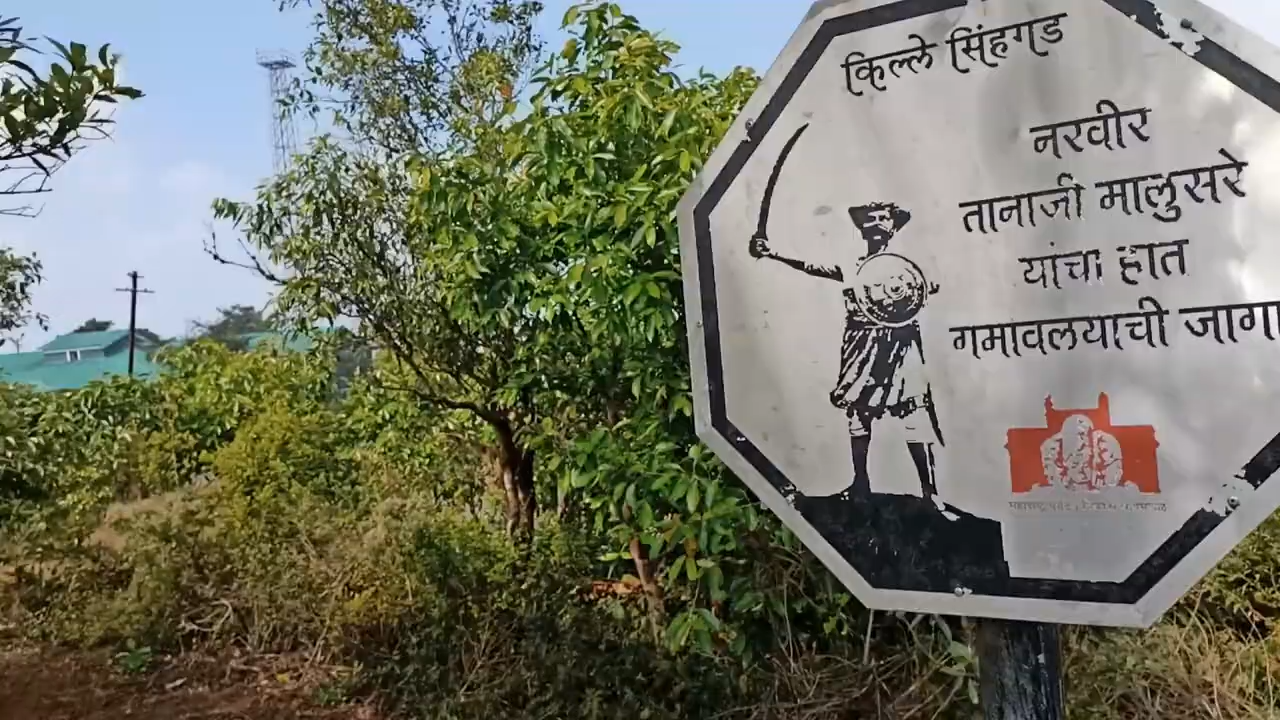 किल्ले सिंहगड
नरवीर
तानाजी मालुसरे
यांचा हात
गमावलयाची जागा